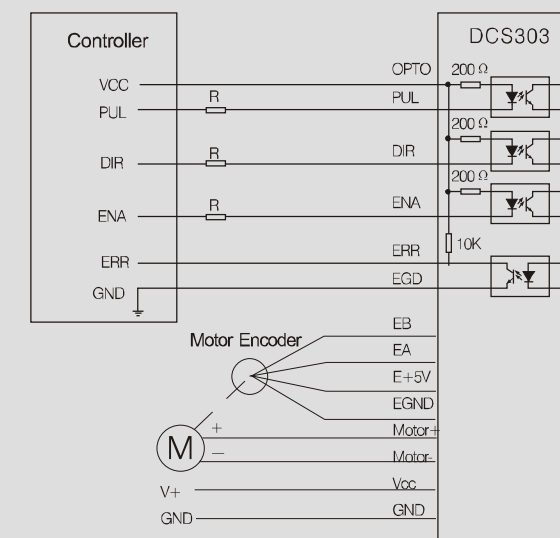 Controller
DCS303
VCC
OPTO
200 Ω
PUL
R
PUL
200 Ω
DIR
R
DIR
200 Ω
ENA
R
ENA
10K
ERR
ERR
GND
EGD
Motor Encoder
EB
EA
E+5V
EGND
M
+
Motor+
—
Motor-
V+
Vcc
GND
GND